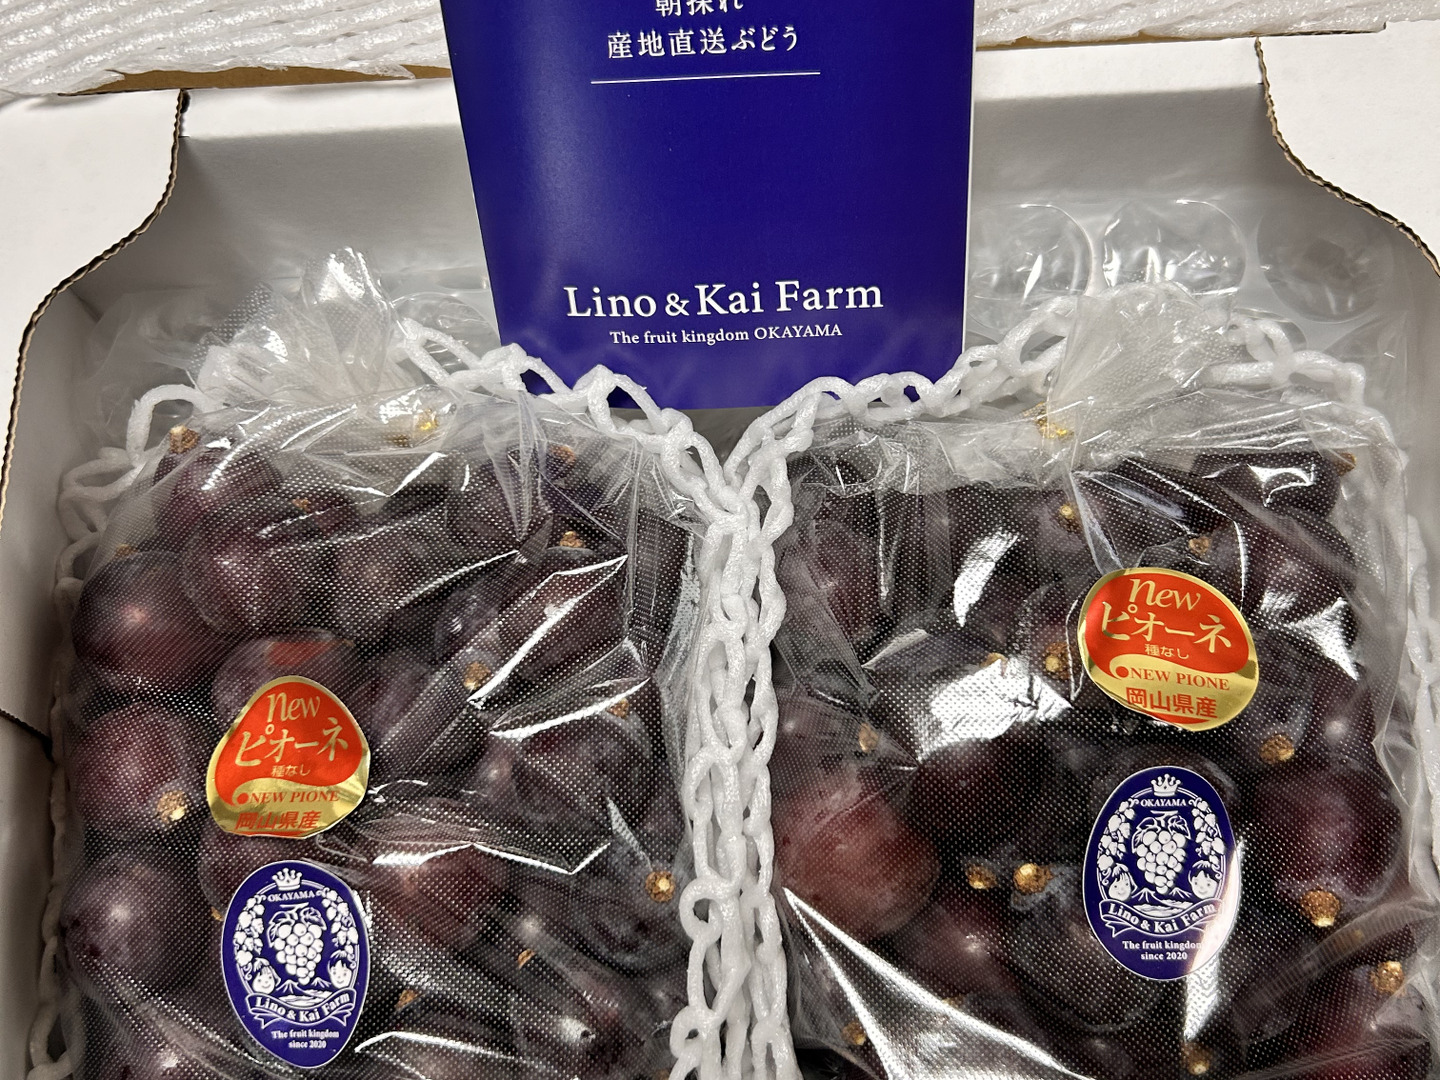 朝採れ
産地直送ぶどう
Lino & Kai Farm
The fruit kingdom OKAYAMA
new
ピオーネ
種なし
NEW PIONE
岡山県産
OKAYAMA
Lino & Kai Farm
The fruit kingdom
since 2020
new
ピオーネ
種なし
NEW PIONE
岡山県産
OKAYAMA
Lino & Kai Farm
The fruit kingdom
since 2020